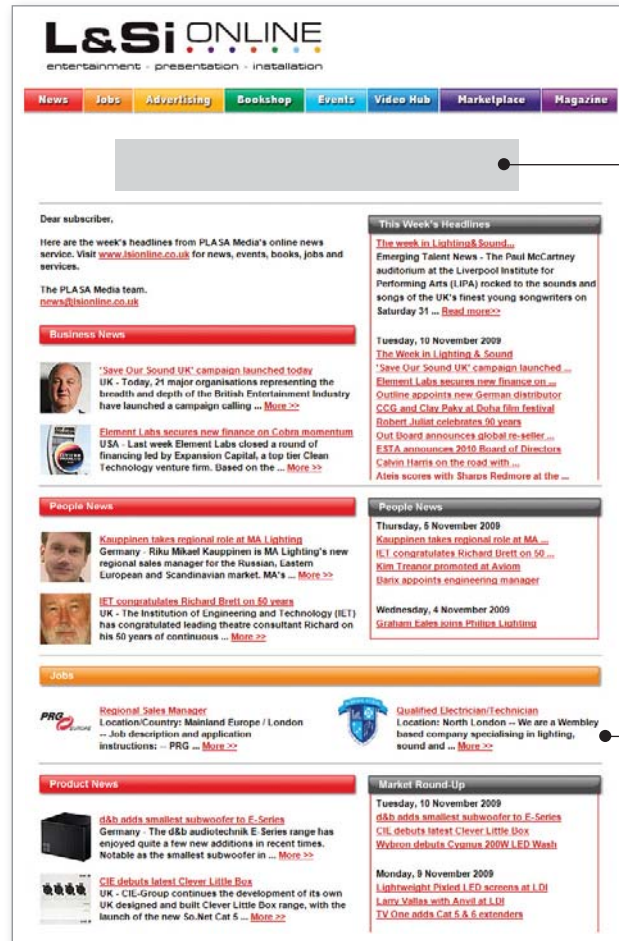 L&Si ONLINE
entertainment - presentation - installation
News Jobs Advertising Bookshop Events Video Hub Marketplace Magazine
Dear subscriber,
Here are the week's headlines from PLASA Media's online news
service. Visit www.lsionline.co.uk for news, events, books, jobs and
services.
The PLASA Media team.
news@lsionline.co.uk
Business News
'Save Our Sound UK' campaign launched today
UK - Today, 21 major organisations representing the
breadth and depth of the British Entertainment Industry
have launched a campaign calling ... More >>
Element Labs secures new finance on Cobra momentum
USA - Last week Element Labs closed a round of
financing led by Expansion Capital, a top tier Clean
Technology venture firm. Based on the ... More >>
This Week's Headlines
The week in Lighting&Sound...
Emerging Talent News - The Paul McCartney
auditorium at the Liverpool Institute for
Performing Arts (LIPA) rocked to the sounds and
songs of the UK's finest young songwriters on
Saturday 31 ... Read more>>
Tuesday, 10 November 2009
The Week in Lighting & Sound
'Save Our Sound UK' campaign launched ...
Element Labs secures new finance on ...
Outline appoints new German distributor
CCG and Clay Paky at Doha film festival
Robert Juliat celebrates 90 years
Out Board announces global re-seller ...
ESTA announces 2010 Board of Directors
Calvin Harris on the road with ...
Ateis scores with Sharps Redmore at the ...
People News
Kauppinen takes regional role at MA Lighting
Germany - Riku Mikael Kauppinen is MA Lighting's new
regional sales manager for the Russian, Eastern
European and Scandinavian market. MA's ... More >>
IET congratulates Richard Brett on 50 years
UK - The Institution of Engineering and Technology (IET)
has congratulated leading theatre consultant Richard on
his 50 years of continuous ... More >>
People News
Thursday, 5 November 2009
Kauppinen takes regional role at MA ...
IET congratulates Richard Brett on 50 ...
Kim Treanor promoted at Aviom
Barix appoints engineering manager
Wednesday, 4 November 2009
Graham Eales joins Philips Lighting
Jobs
PRG EUROPE
Regional Sales Manager
Location/Country: Mainland Europe / London
-- Job description and application
instructions: -- PRG ... More >>
Qualified Electrician/Technician
Location: North London -- We are a Wembley
based company specialising in lighting,
sound and ... More >>
Product News
d&b adds smallest subwoofer to E-Series
Germany - The d&b audiotechnik E-Series range has
enjoyed quite a few new additions in recent times.
Notable as the smallest subwoofer in ... More >>
CIE debuts latest Clever Little Box
UK - CIE-Group continues the development of its own
UK designed and built Clever Little Box range, with the
launch of the new So.Net Cat 5 ... More >>
Market Round-Up
Tuesday, 10 November 2009
d&b adds smallest subwoofer to E-Series
CIE debuts latest Clever Little Box
Wybron debuts Cygnus 200W LED Wash
Monday, 9 November 2009
Lightweight Pixled LED screens at LDI
Larry Vallas with Anvil at LDI
TV One adds Cat 5 & 6 extenders